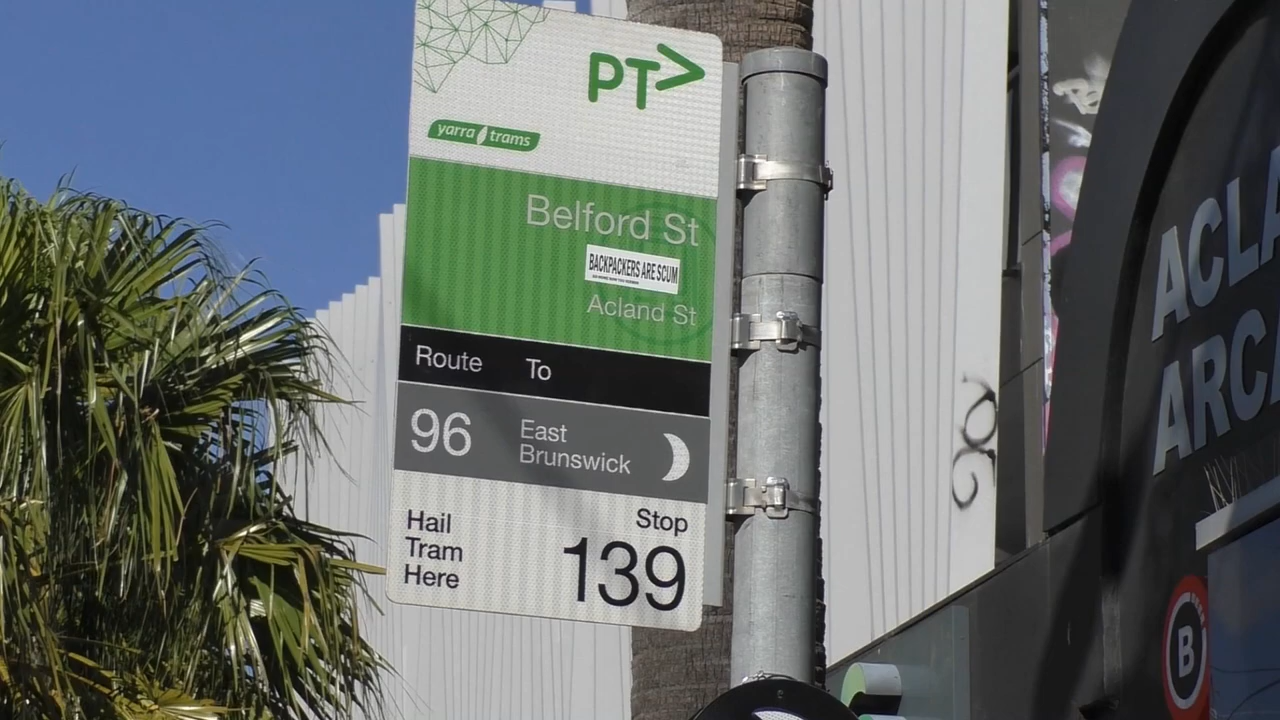 PT>
yarra trams
Belford St
BACKPACKERS ARE SCUM
Acland St
Route To
96 East
Brunswick
Hail
Tram
Here
Stop
139
ACLA
ARCA
B